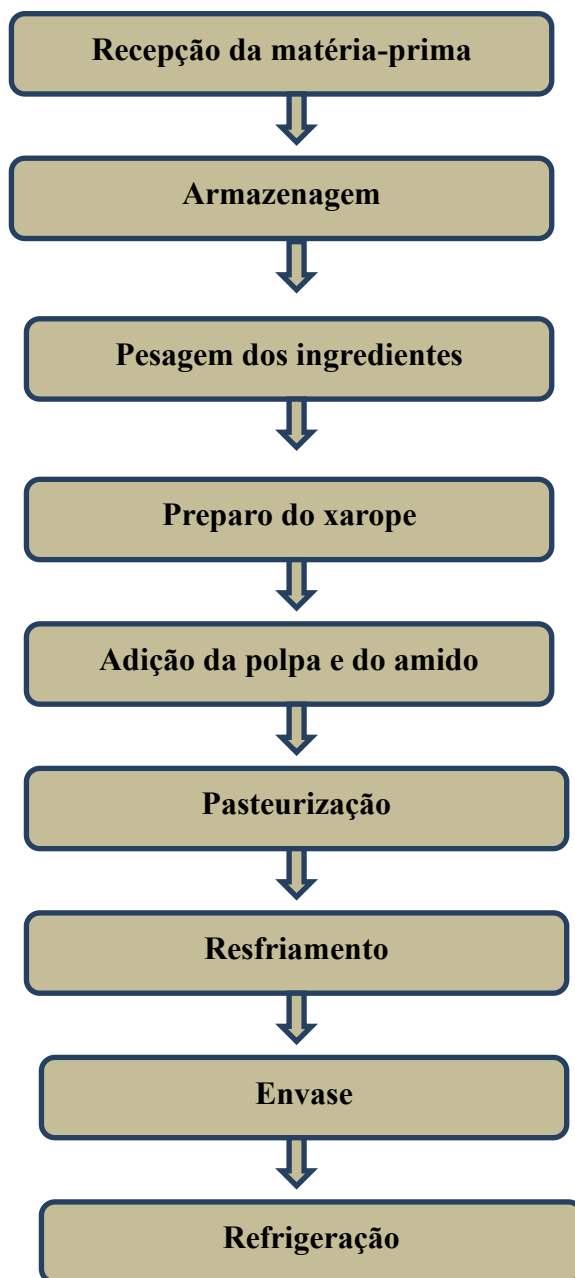 Recepção da matéria-prima
Armazenagem
Pesagem dos ingredientes
Preparo do xarope
Adição da polpa e do amido
Pasteurização
Resfriamento
Envase
Refrigeração